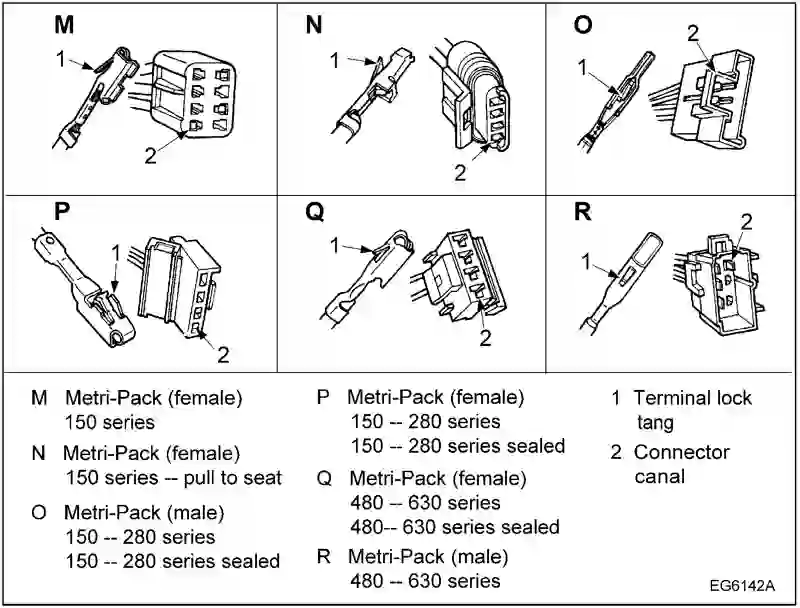 M
1
2
N
1
2
O
1
2
P
1
2
Q
1
2
R
1
2
M Metri-Pack (female)
150 series
N Metri-Pack (female)
150 series -- pull to seat
O Metri-Pack (male)
150 -- 280 series
150 -- 280 series sealed
P Metri-Pack (female)
150 -- 280 series
150 -- 280 series sealed
Q Metri-Pack (female)
480 -- 630 series
480-- 630 series sealed
R Metri-Pack (male)
480 -- 630 series
1 Terminal lock
tang
2 Connector
canal
EG6142A